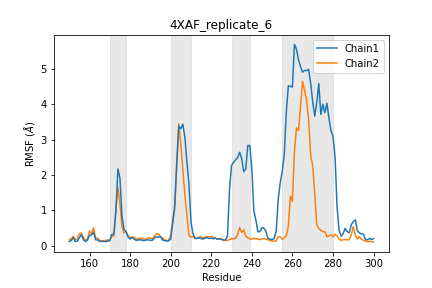 4XAF_replicate_6
Chain1
Chain2
RMSF (Å)
5
4
3
2
1
0
160 180 200 220 240 260 280 300
Residue